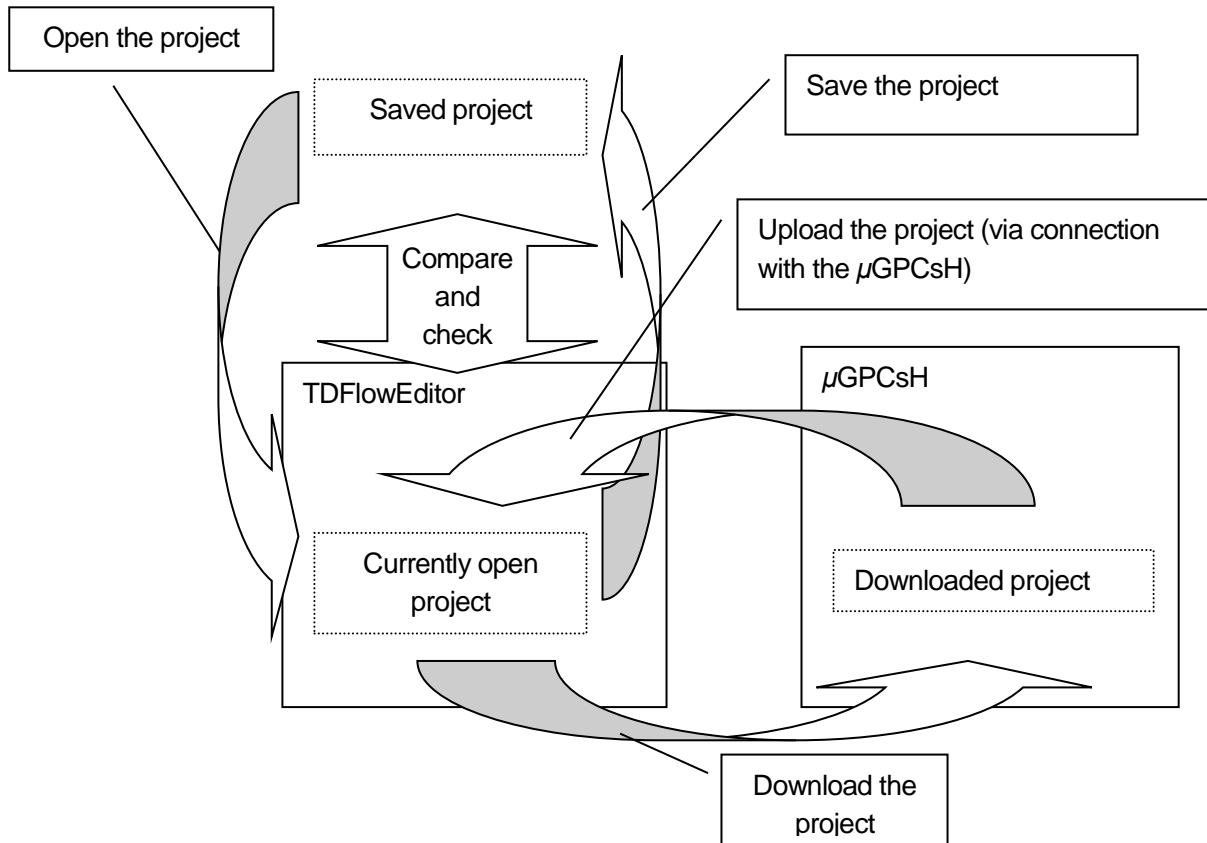 Open the project
Saved project
Save the project
Upload the project (via connection
with the µGPCsH)
Compare
and
check
TDFlowEditor
µGPCsH
Currently open
project
Downloaded project
Download the
project